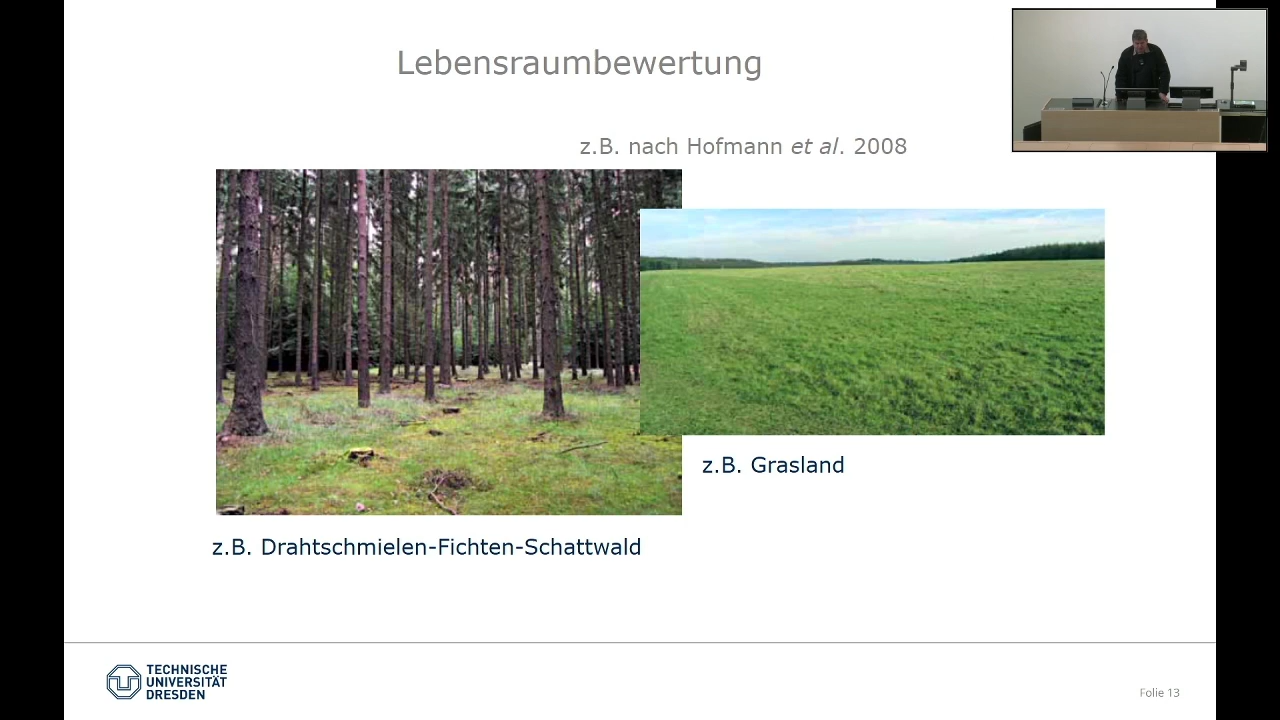 Lebensraumbewertung
z.B. nach Hofmann et al. 2008
z.B. Grasland
z.B. Drahtschmielen-Fichten-Schattwald
TECHNISCHE
UNIVERSITÄT
DRESDEN
Folie 13